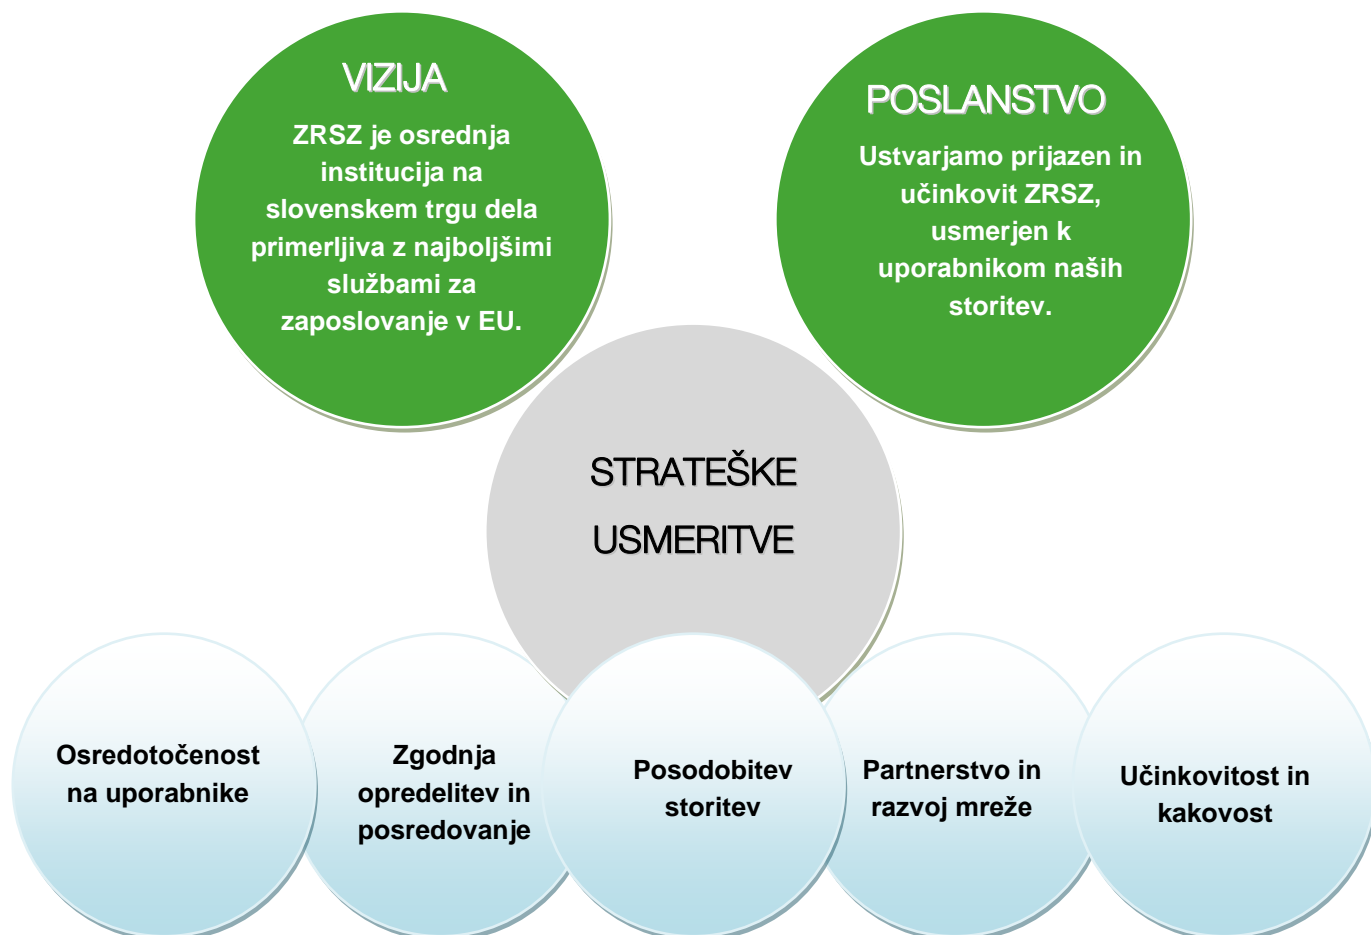 VIZIJA
ZRSZ je osrednja
institucija na
slovenskem trgu dela
primerljiva z najboljšimi
službami za
zaposlovanje v EU.
POSLANSTVO
Ustvarjamo prijazen in
učinkovit ZRSZ,
usmerjen k
uporabnikom naših
storitev.
STRATEŠKE
USMERITVE
Osredotočenost
na uporabnike
Zgodnja
opredelitev in
posredovanje
Posodobitev
storitev
Partnerstvo in
razvoj mreže
Učinkovitost in
kakovost